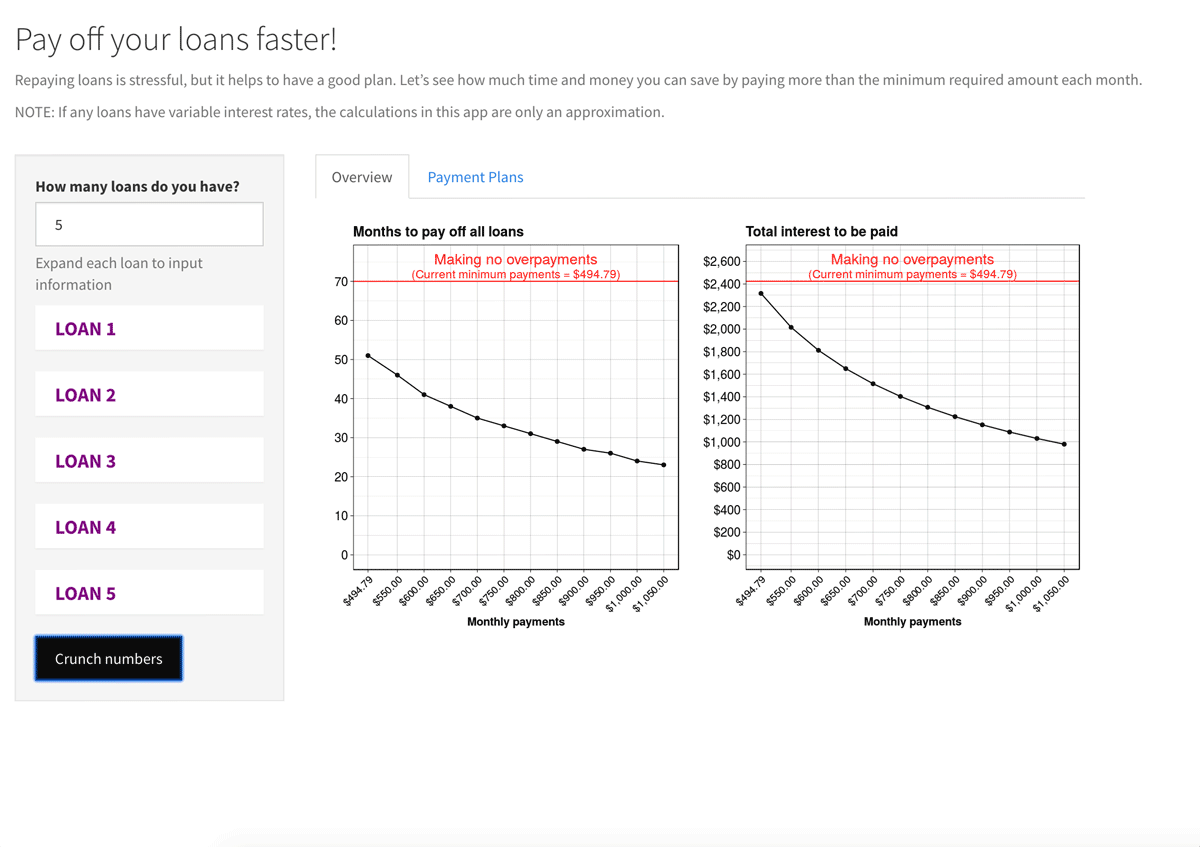 Pay off your loans faster!
Repaying loans is stressful, but it helps to have a good plan. Let’s see how much time and money you can save by paying more than the minimum required amount each month.
NOTE: If any loans have variable interest rates, the calculations in this app are only an approximation.
How many loans do you have?
5
Expand each loan to input
information
LOAN 1
LOAN 2
LOAN 3
LOAN 4
LOAN 5
Crunch numbers
Overview
Payment Plans
Months to pay off all loans
Making no overpayments
(Current minimum payments = $494.79)
70
60
50
40
30
20
10
0
$494.79
$550.00
$600.00
$650.00
$700.00
$750.00
$800.00
$850.00
$900.00
$950.00
$1,000.00
$1,050.00
Monthly payments
Total interest to be paid
Making no overpayments
(Current minimum payments = $494.79)
$2,600
$2,400
$2,200
$2,000
$1,800
$1,600
$1,400
$1,200
$1,000
$800
$600
$400
$200
$0
$494.79
$550.00
$600.00
$650.00
$700.00
$750.00
$800.00
$850.00
$900.00
$950.00
$1,000.00
$1,050.00
Monthly payments